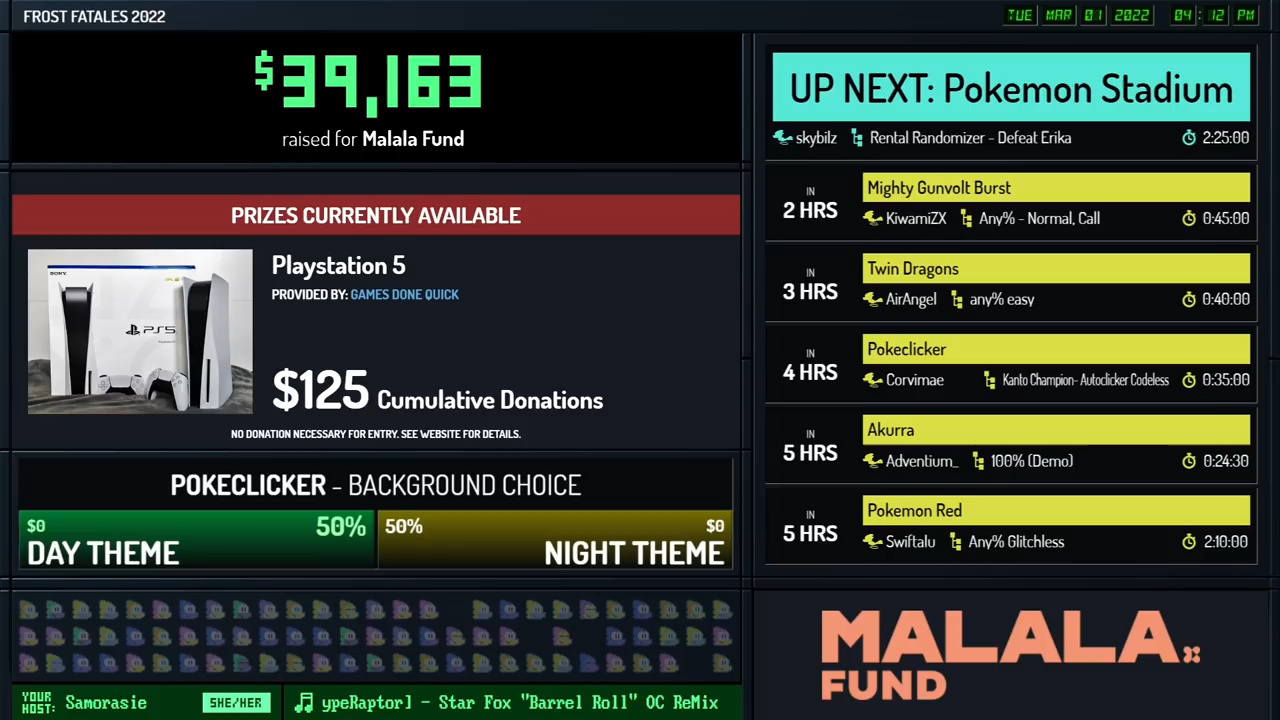 FROST FATALES 2022
TUE MAR 01 2022 04:12 PM
$39,163
raised for Malala Fund
PRIZES CURRENTLY AVAILABLE
SONY
PS5
Playstation 5
PROVIDED BY: GAMES DONE QUICK
$125 Cumulative Donations
NO DONATION NECESSARY FOR ENTRY. SEE WEBSITE FOR DETAILS.
POKECLICKER - BACKGROUND CHOICE
$0 50% 50% $0
DAY THEME NIGHT THEME
YOUR HOST: Samorasie SHE/HER
ypeRaptor] - Star Fox "Barrel Roll" OC ReMix
UP NEXT: Pokemon Stadium
skybilz Rental Randomizer - Defeat Erika 2:25:00
IN 2 HRS
Mighty Gunvolt Burst
KiwamiZX Any% - Normal, Call 0:45:00
IN 3 HRS
Twin Dragons
AirAngel any% easy 0:40:00
IN 4 HRS
Pokeclicker
Corvimae Kanto Champion- Autoclicker Codeless 0:35:00
IN 5 HRS
Akurra
Adventium_ 100% (Demo) 0:24:30
IN 5 HRS
Pokemon Red
Swiftalu Any% Glitchless 2:10:00
MALALA
FUND